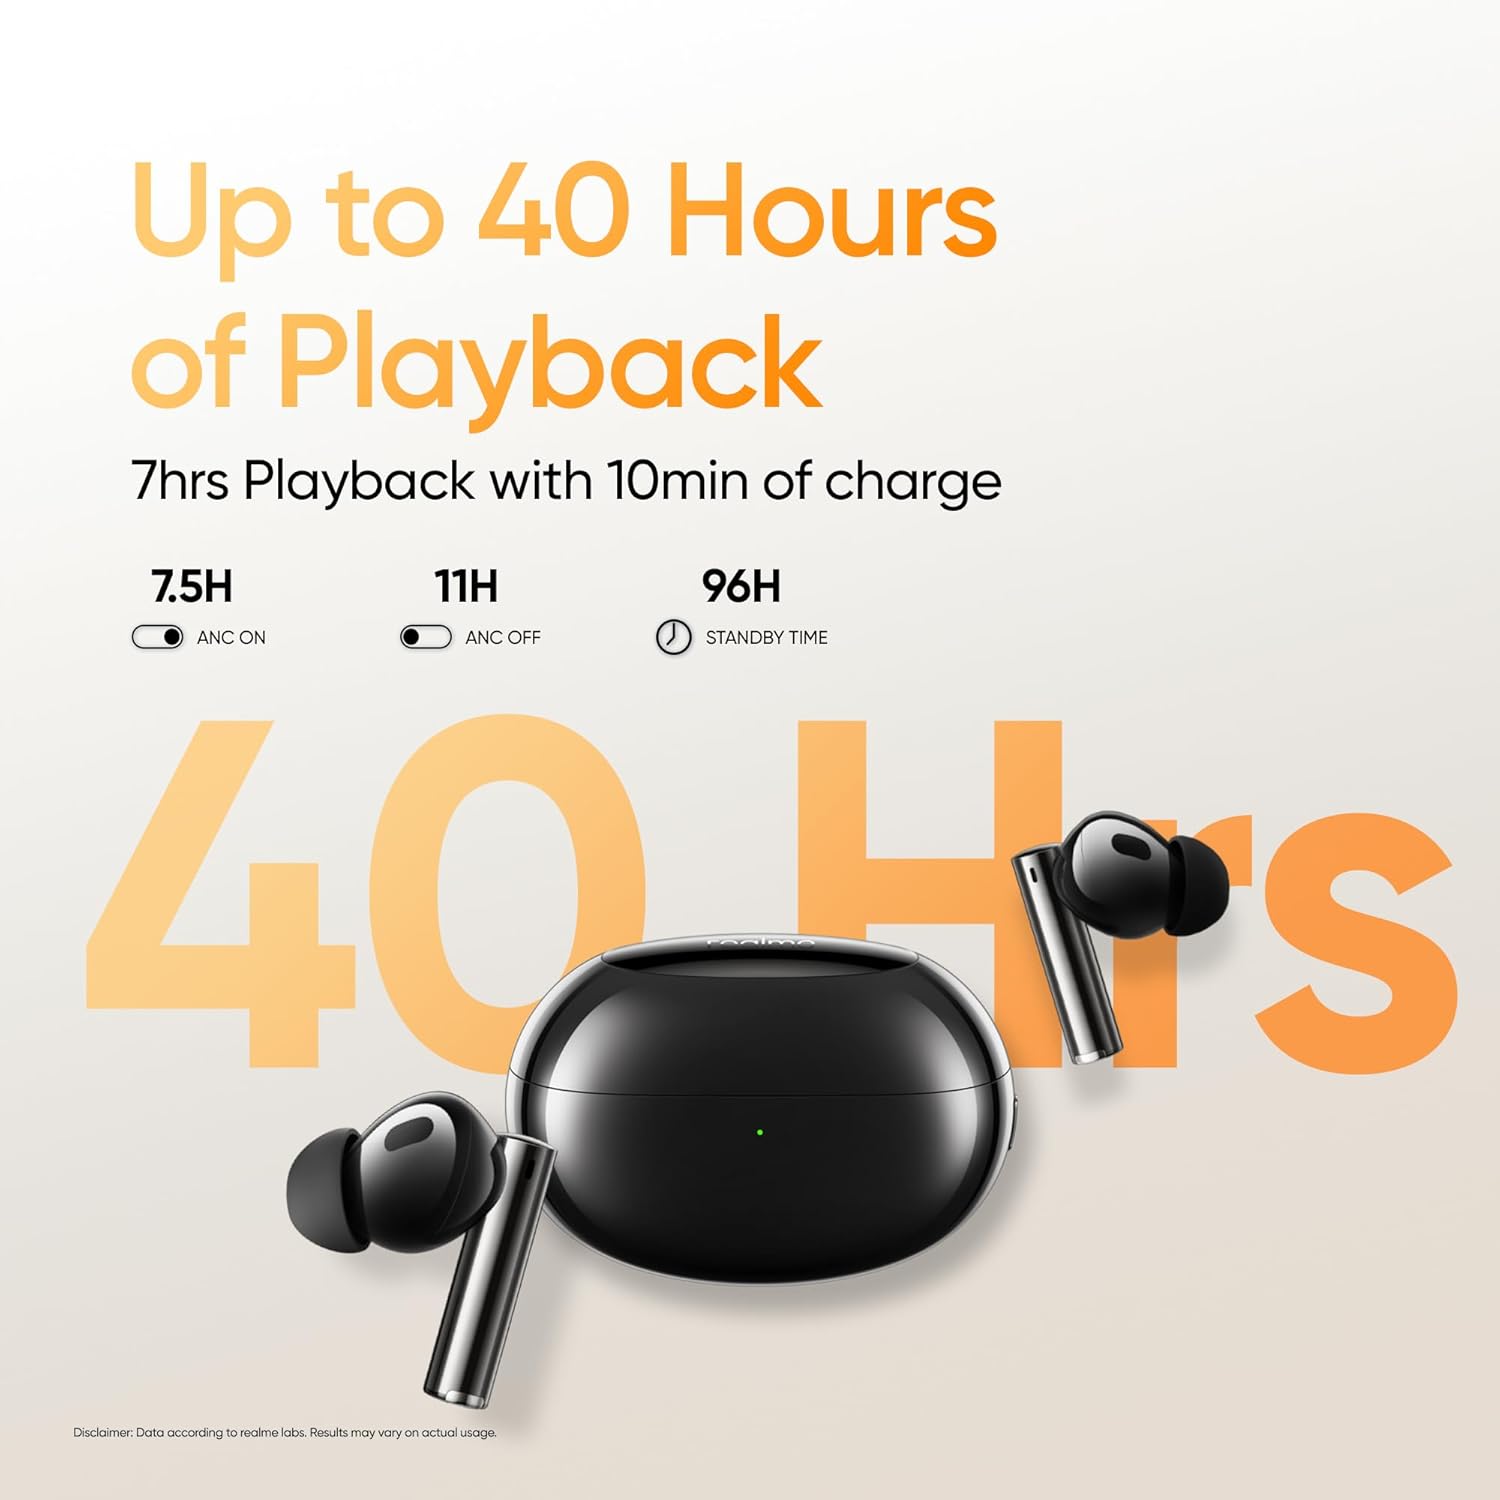 Up to 40 Hours
of Playback
7hrs Playback with 10min of charge
7.5H
ANC ON
11H
ANC OFF
96H
STANDBY TIME
40 Hrs
realme
Disclaimer: Data according to realme labs. Results may vary on actual usage.